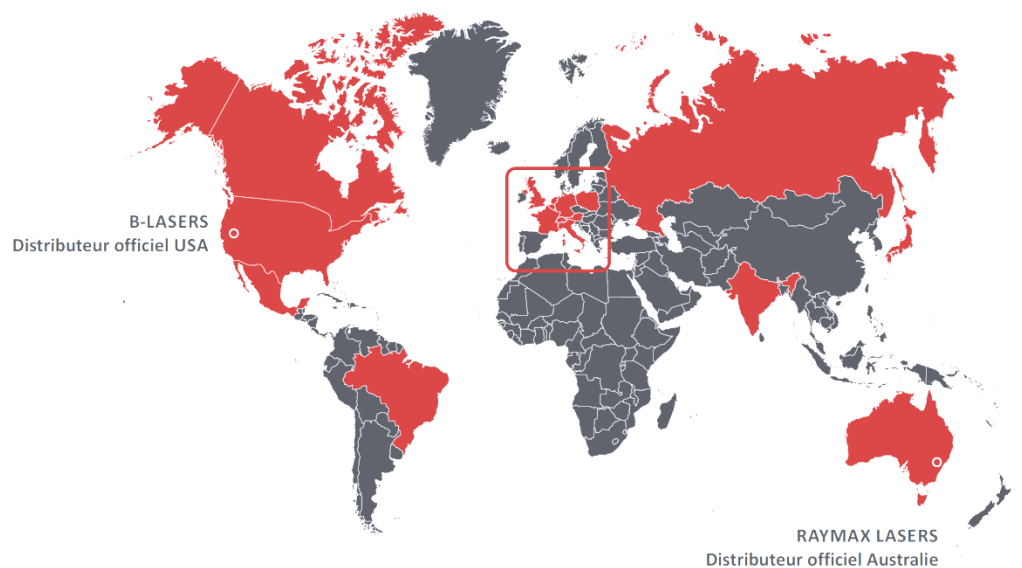 B-LASERS
Distributeur officiel USA
RAYMAX LASERS
Distributeur officiel Australie